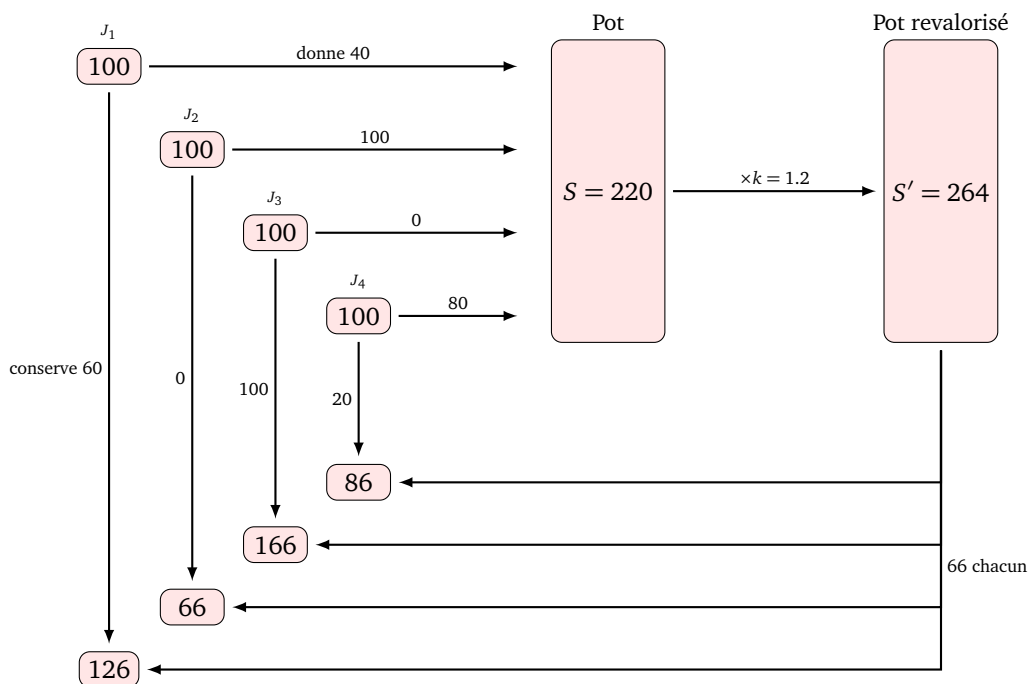 Pot
Pot revalorisé
J₁
100
donne 40
J₂
100
100
S = 220
×k = 1.2
S′ = 264
J₃
100
0
J₄
100
80
conserve 60
0
100
20
86
166
66 chacun
66
126